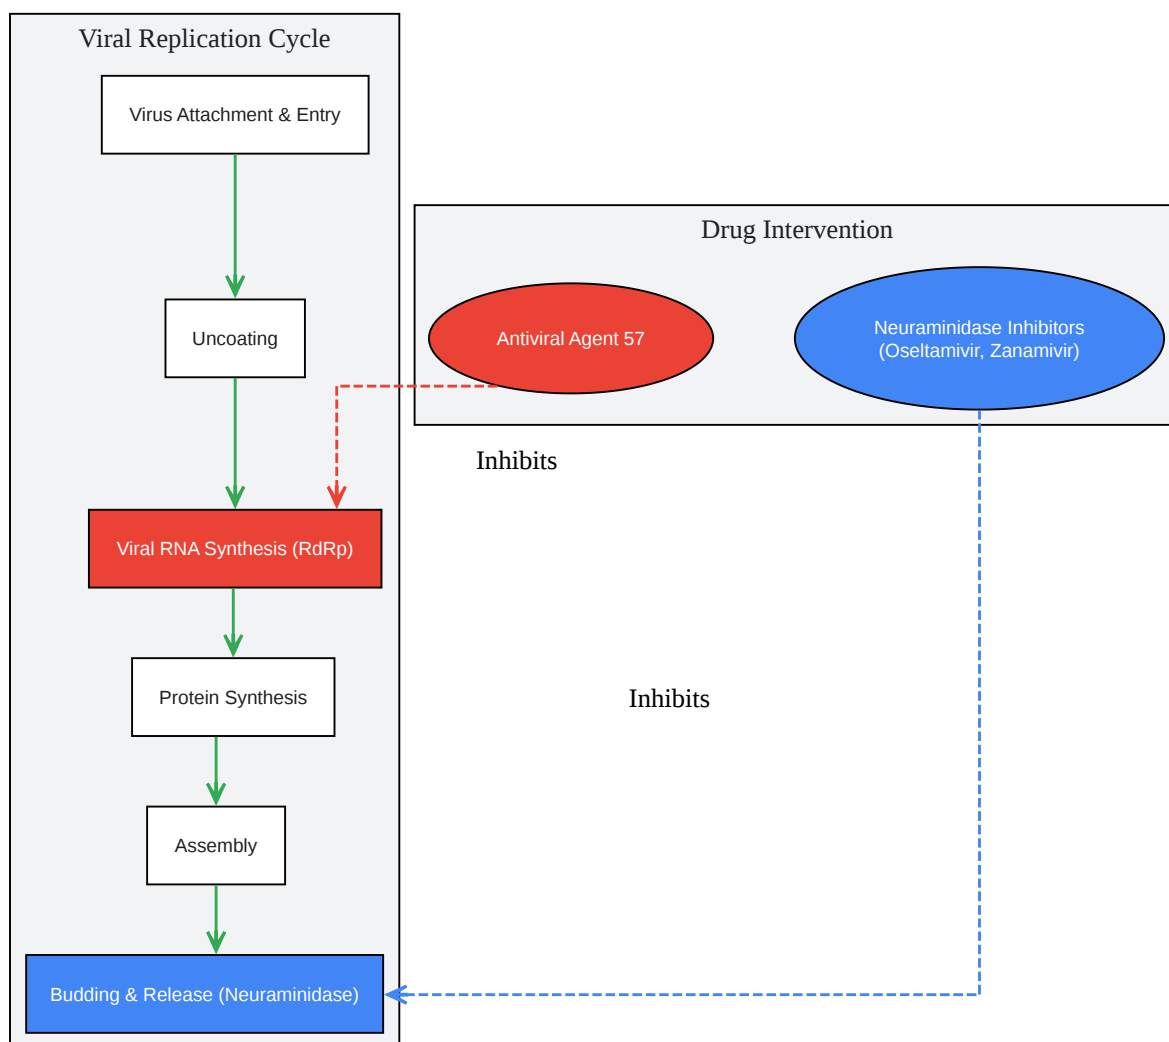 Viral Replication Cycle
Virus Attachment & Entry
Drug Intervention
Uncoating
Antiviral Agent 57
Neuraminidase Inhibitors
(Oseltamivir, Zanamivir)
Inhibits
Viral RNA Synthesis (RdRp)
Protein Synthesis
Inhibits
Assembly
Budding & Release (Neuraminidase)